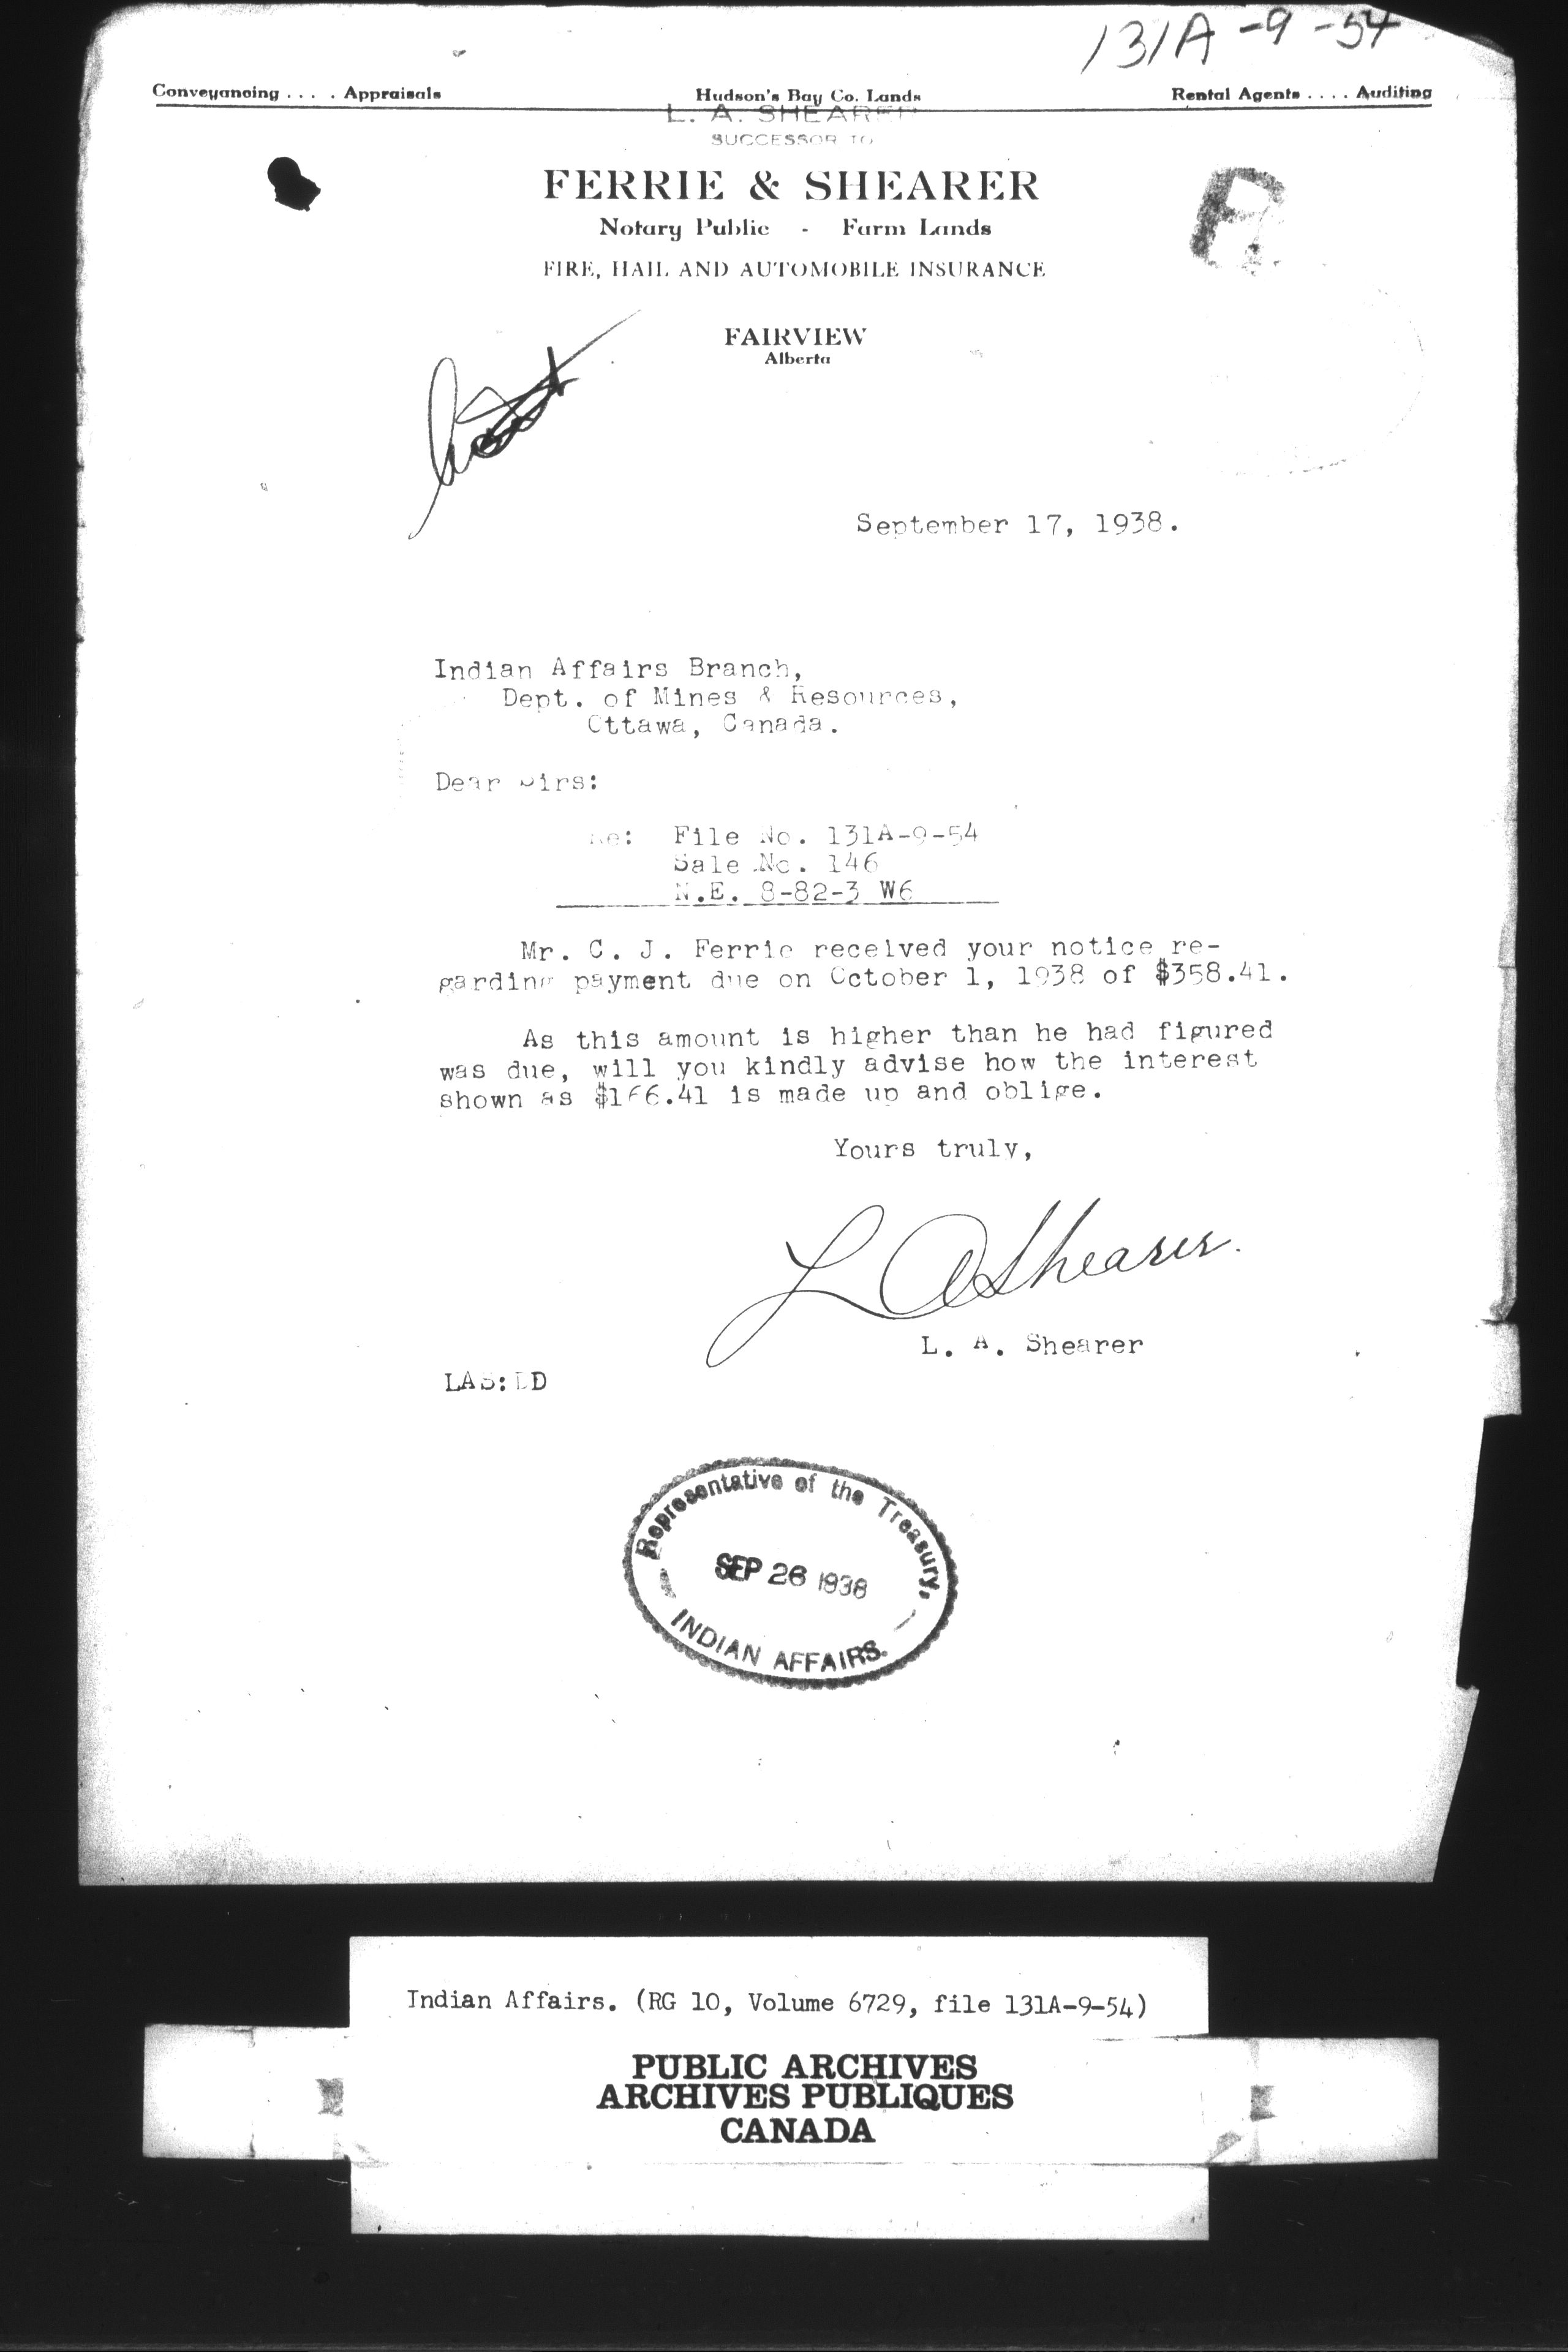 131A-9-54
Conveyancing . . . . Appraisals Hudson's Bay Co. Lands Rental Agents . . . . Auditing
L. A. SHEARER
SUCCESSOR TO
FERRIE & SHEARER
Notary Public - Farm Lands
FIRE, HAIL AND AUTOMOBILE INSURANCE
FAIRVIEW
Alberta
September 17, 1938.
Indian Affairs Branch,
Dept. of Mines & Resources,
Ottawa, Canada.
Dear Sirs:
Re: File No. 131A-9-54
Sale No. 146
N.E. 8-82-3 W6
Mr. C. J. Ferrie received your notice re-
garding payment due on October 1, 1938 of $358.41.
As this amount is higher than he had figured
was due, will you kindly advise how the interest
shown as $166.41 is made up and oblige.
Yours truly,
L A Shearer.
L. A. Shearer
LAS:LD
Representative of the Treasury,
SEP 26 1938
INDIAN AFFAIRS.
Indian Affairs. (RG 10, Volume 6729, file 131A-9-54)
PUBLIC ARCHIVES
ARCHIVES PUBLIQUES
CANADA